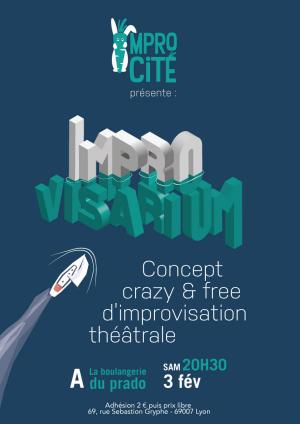 IMPRO
CiTÉ
présente :
IMPRO
VISARIUM
Concept
crazy & free
d'improvisation
théâtrale
A La boulangerie du prado
SAM 20H30
3 fév
Adhésion 2 € puis prix libre
69, rue Sebastien Gryphe - 69007 Lyon